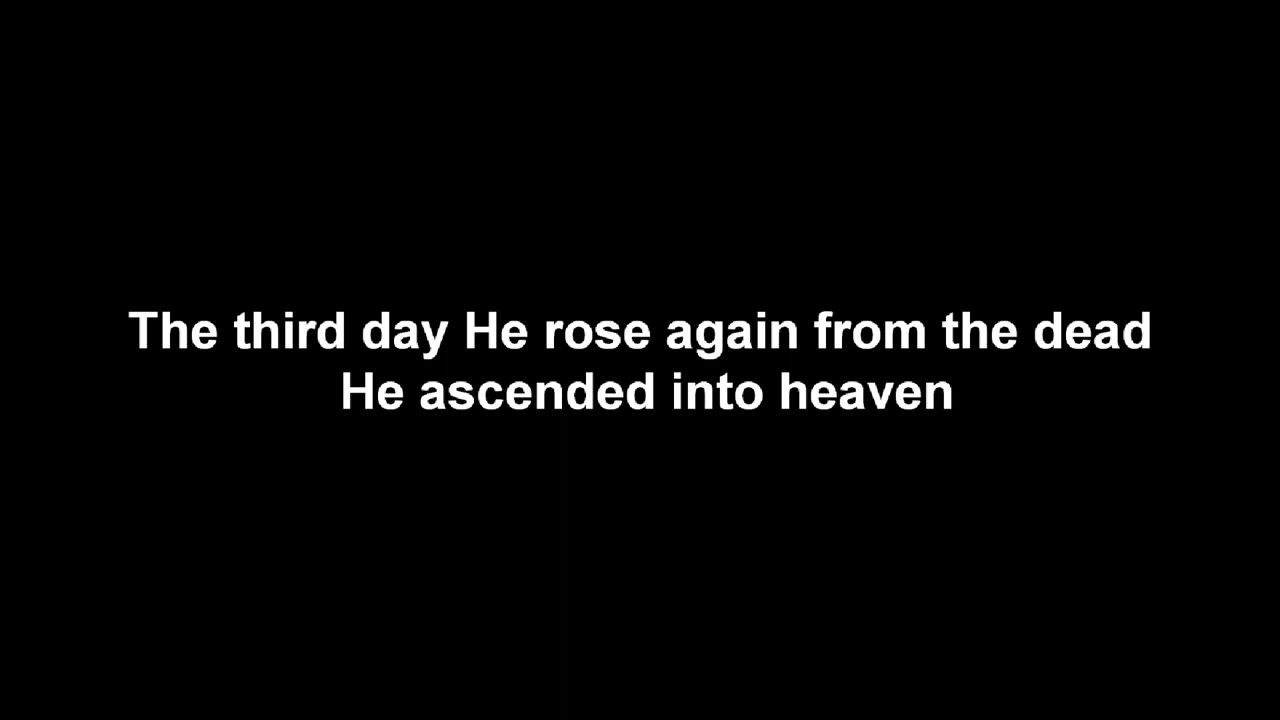 The third day He rose again from the dead
He ascended into heaven